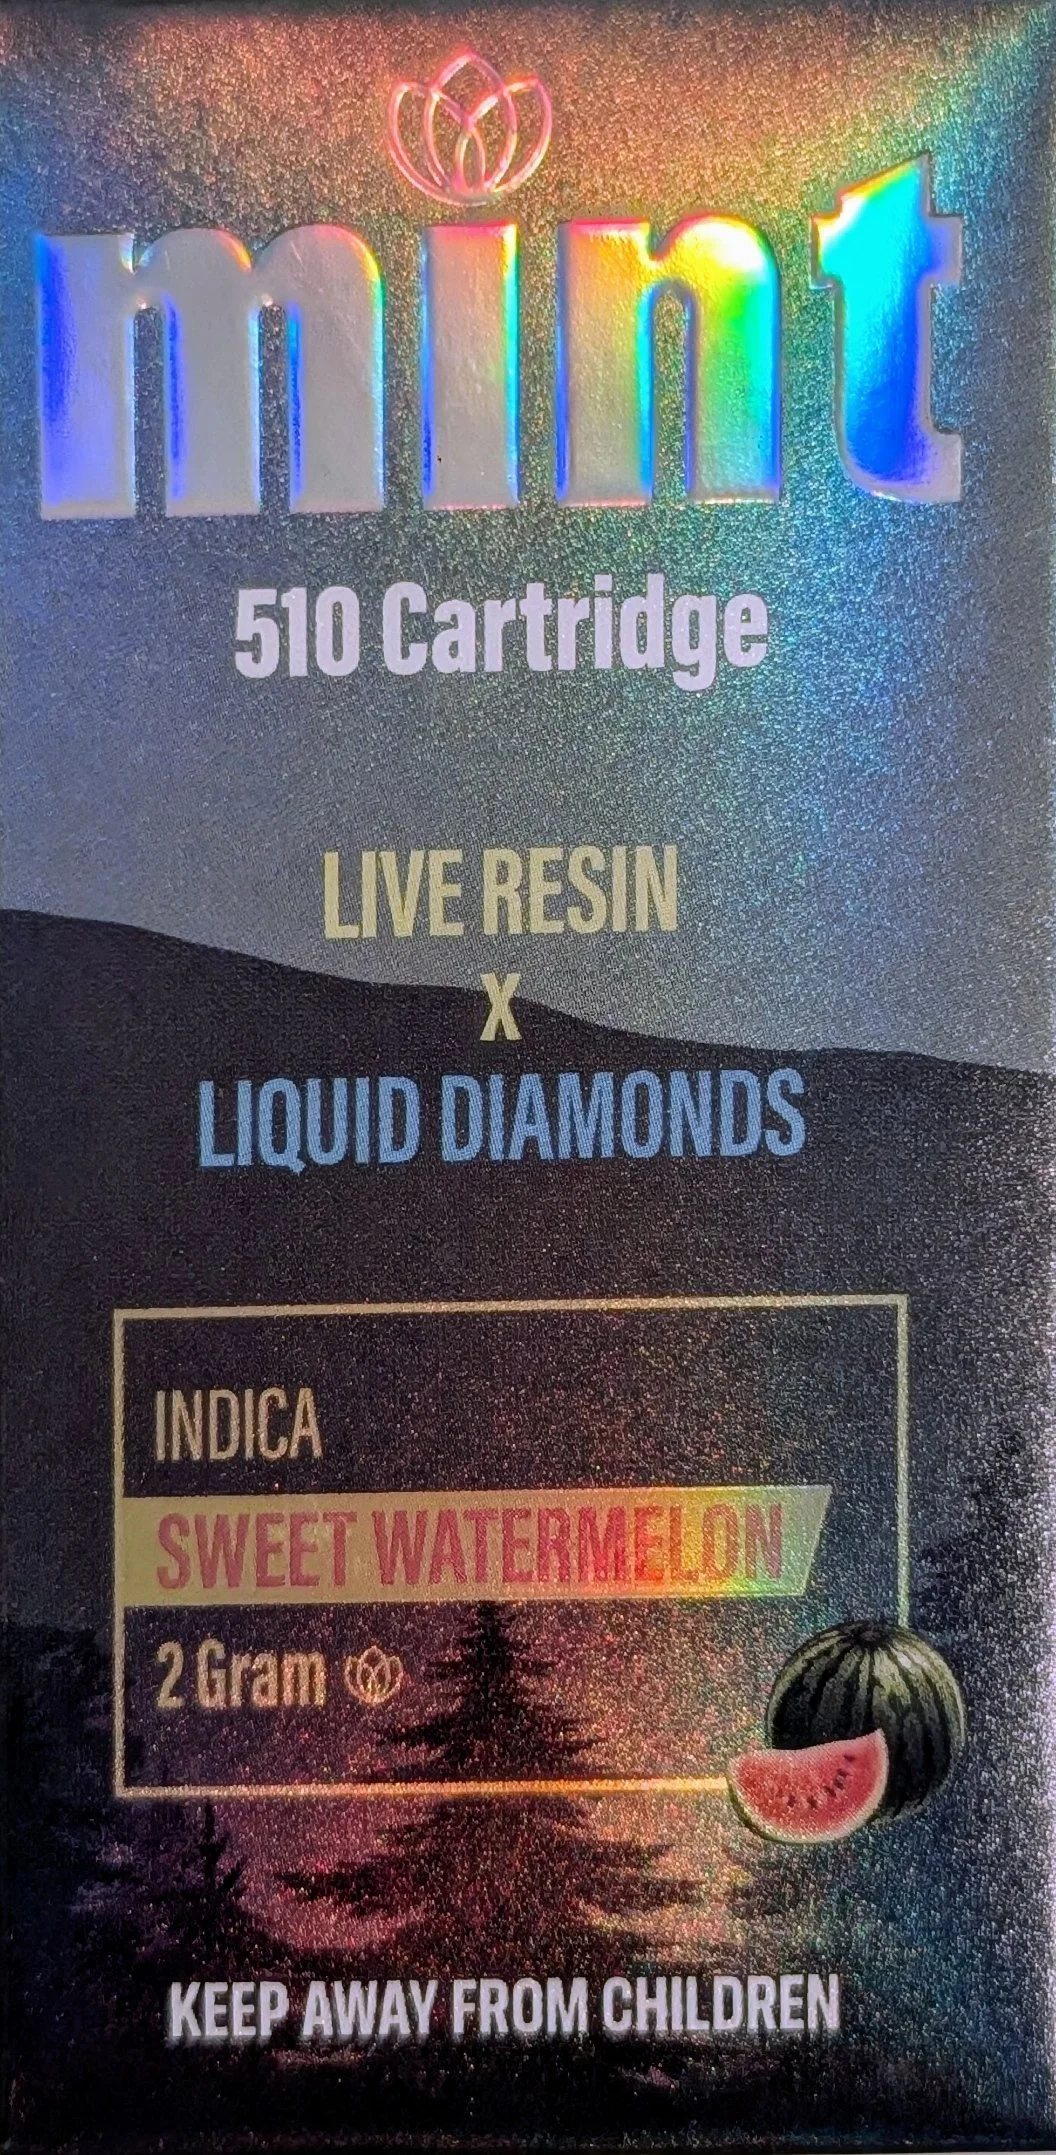 mint
510 Cartridge
LIVE RESIN
X
LIQUID DIAMONDS
INDICA
SWEET WATERMELON
2 Gram
KEEP AWAY FROM CHILDREN